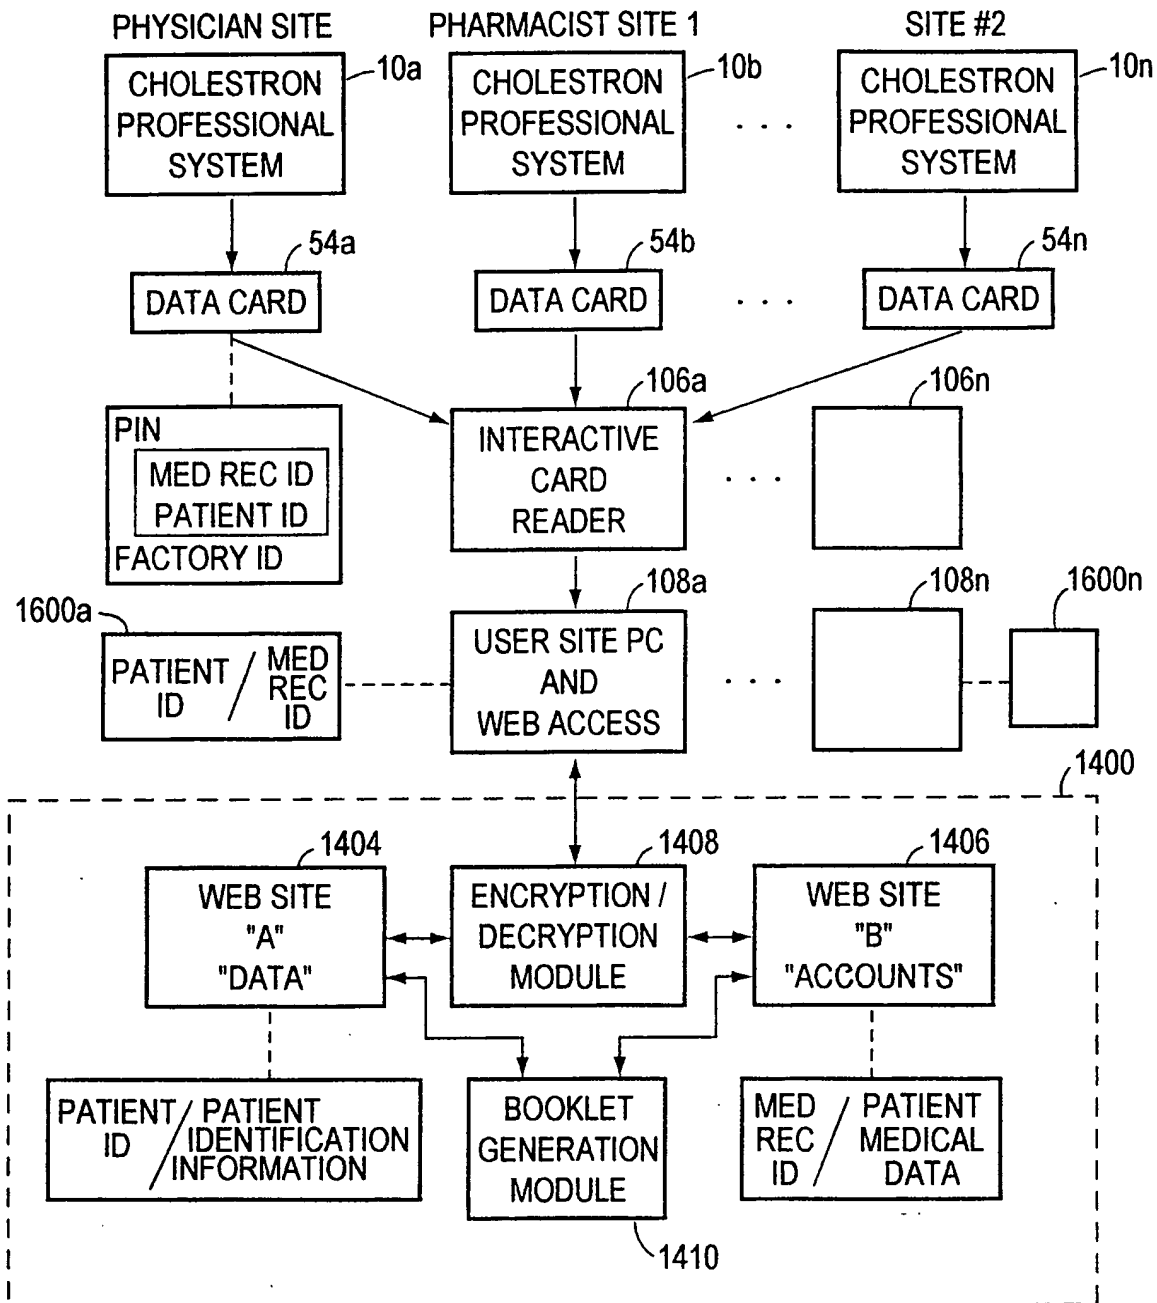 PHYSICIAN SITE
PHARMACIST SITE 1
SITE #2
CHOLESTRON
PROFESSIONAL
SYSTEM
10a
CHOLESTRON
PROFESSIONAL
SYSTEM
10b
. . .
CHOLESTRON
PROFESSIONAL
SYSTEM
10n
54a
DATA CARD
54b
DATA CARD
. . .
54n
DATA CARD
PIN
MED REC ID
PATIENT ID
FACTORY ID
106a
INTERACTIVE
CARD
READER
. . .
106n
1600a
PATIENT
ID
/
MED
REC
ID
108a
USER SITE PC
AND
WEB ACCESS
. . .
108n
1600n
1400
1404
WEB SITE
"A"
"DATA"
1408
ENCRYPTION /
DECRYPTION
MODULE
1406
WEB SITE
"B"
"ACCOUNTS"
PATIENT
ID
/
PATIENT
IDENTIFICATION
INFORMATION
BOOKLET
GENERATION
MODULE
1410
MED
REC
ID
/
PATIENT
MEDICAL
DATA